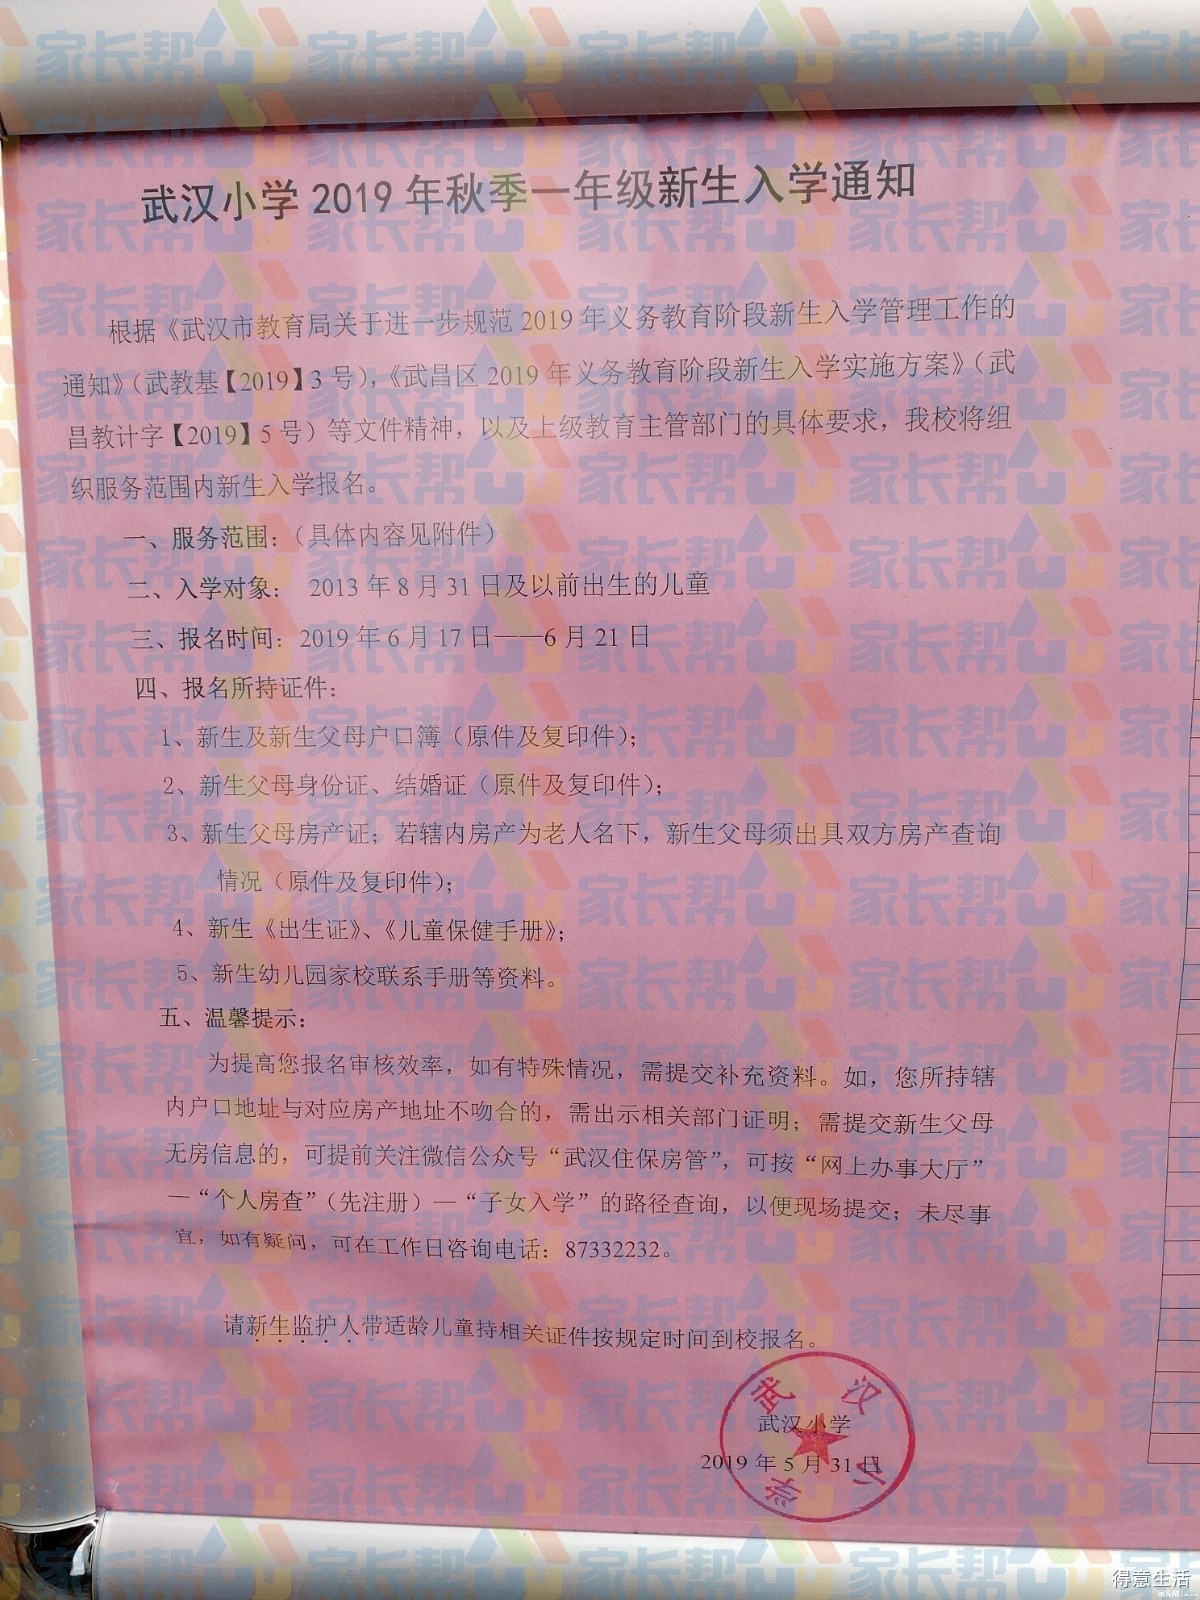 武汉小学 2019 年秋季一年级新生入学通知
根据《武汉市教育局关于进一步规范 2019 年义务教育阶段新生入学管理工作的
通知》（武教基【2019】3 号），《武昌区 2019 年义务教育阶段新生入学实施方案》（武
昌教计字【2019】5 号）等文件精神，以及上级教育主管部门的具体要求，我校将组
织服务范围内新生入学报名。
一、服务范围：（具体内容见附件）
二、入学对象： 2013 年 8 月 31 日及以前出生的儿童
三、报名时间：2019 年 6 月 17 日——6 月 21 日
四、报名所持证件：
1、新生及新生父母户口簿（原件及复印件）；
2、新生父母身份证、结婚证（原件及复印件）；
3、新生父母房产证；若辖内房产为老人名下，新生父母须出具双方房产查询
情况（原件及复印件）；
4、新生《出生证》、《儿童保健手册》；
5、新生幼儿园家校联系手册等资料。
五、温馨提示：
为提高您报名审核效率，如有特殊情况，需提交补充资料。如，您所持辖
内户口地址与对应房产地址不吻合的，需出示相关部门证明；需提交新生父母
无房信息的，可提前关注微信公众号“武汉住保房管”，可按“网上办事大厅”
—“个人房查”（先注册）—“子女入学”的路径查询，以便现场提交；未尽事
宜，如有疑问，可在工作日咨询电话：87332232。
请新生监护人带适龄儿童持相关证件按规定时间到校报名。
武汉小学
武汉小学
2019 年 5 月 31 日
家长帮
得意生活